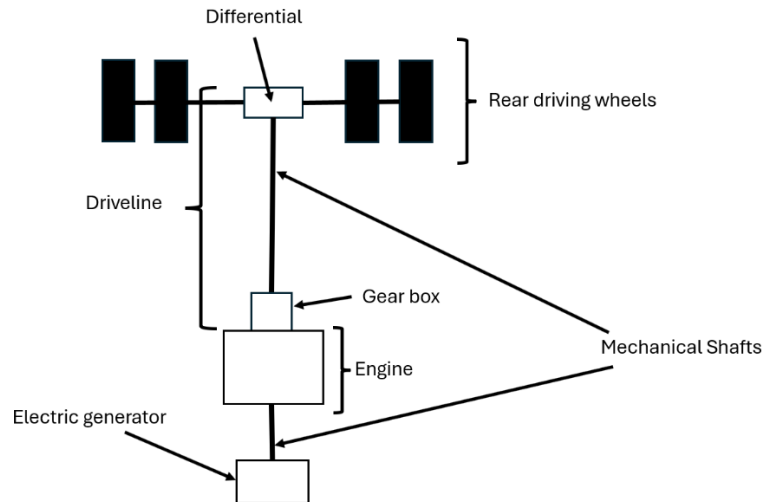 Differential
Rear driving wheels
Driveline
Gear box
Mechanical Shafts
Engine
Electric generator